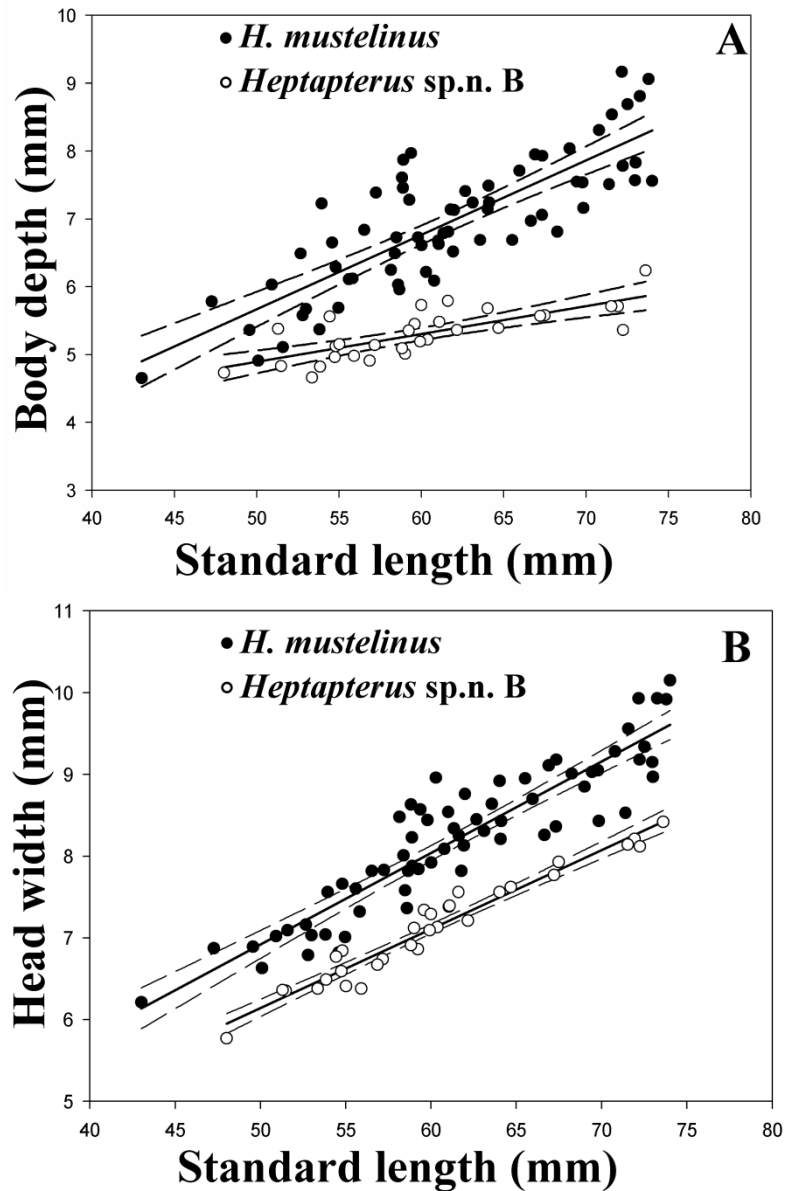 A
● H. mustelinus
○ Heptapterus sp.n. B
Body depth (mm)
10
9
8
7
6
5
4
3
40 45 50 55 60 65 70 75 80
Standard length (mm)
B
● H. mustelinus
○ Heptapterus sp.n. B
Head width (mm)
11
10
9
8
7
6
5
40 45 50 55 60 65 70 75 80
Standard length (mm)